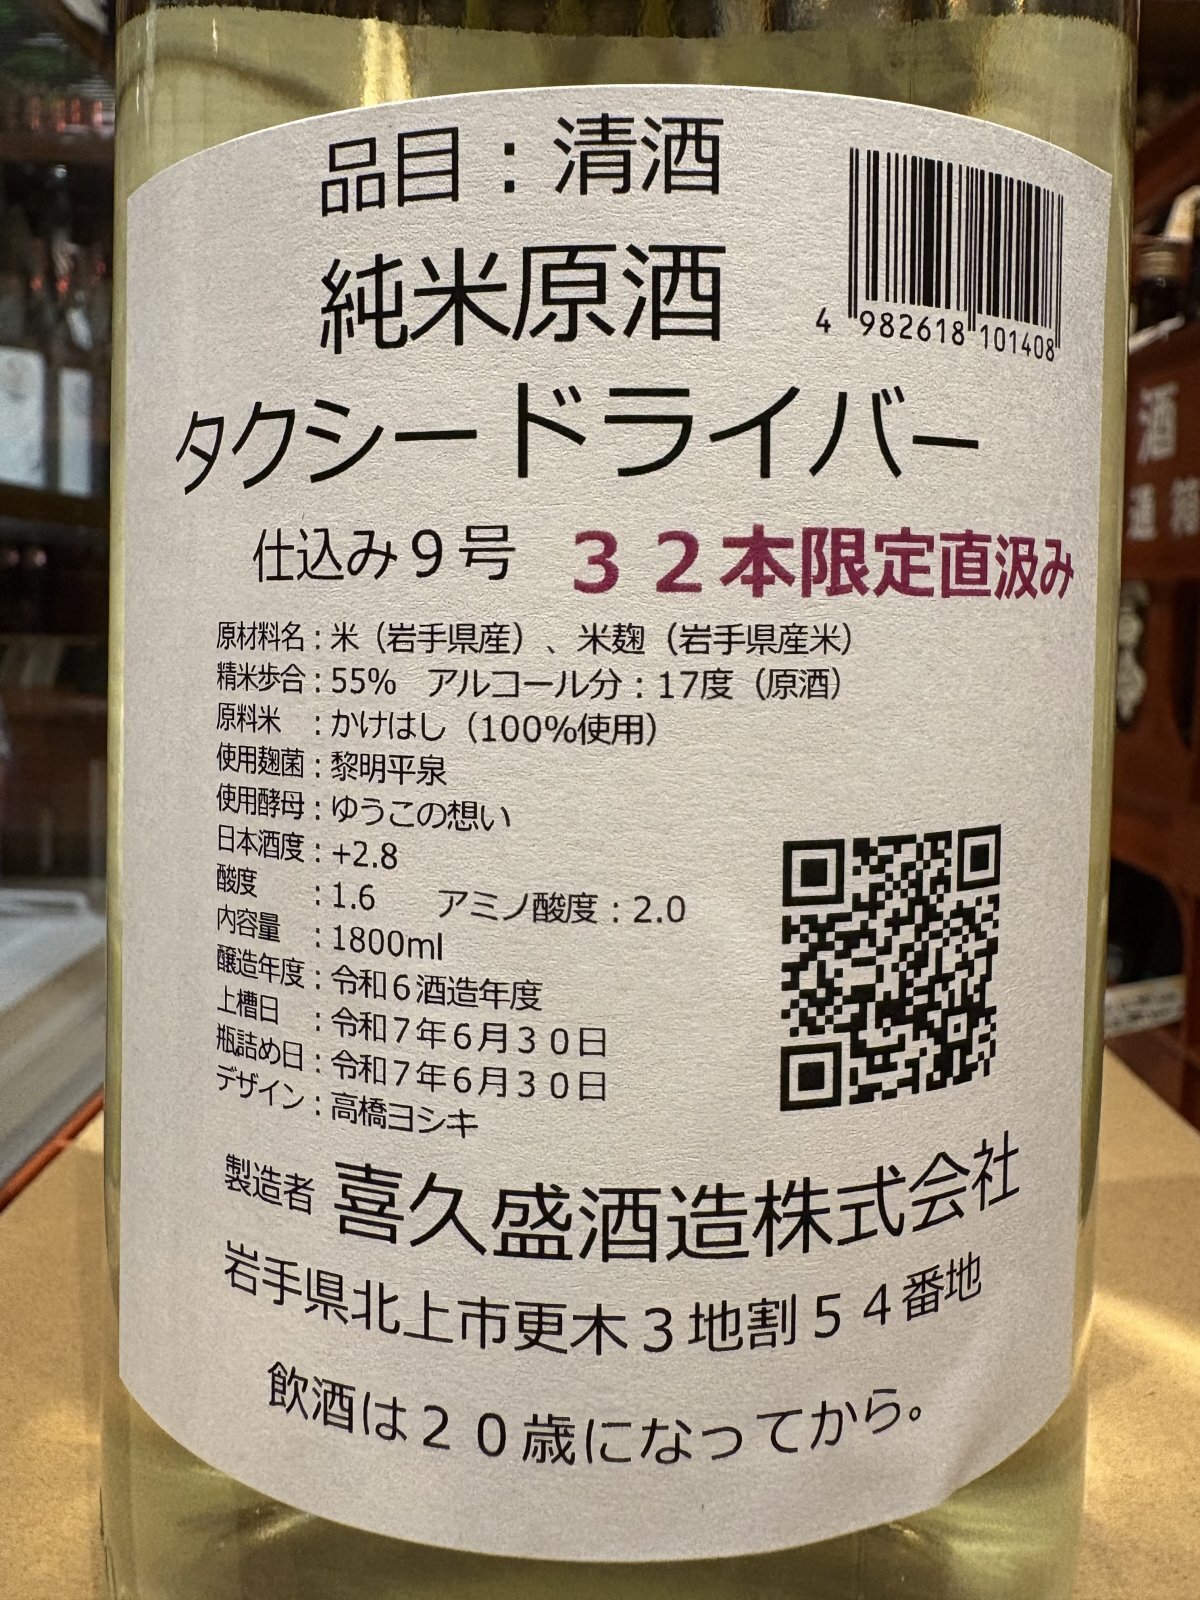 品目：清酒
4 982618 101408
純米原酒
タクシードライバー
仕込み９号 ３２本限定直汲み
原材料名：米（岩手県産）、米麹（岩手県産米）
精米歩合：55% アルコール分：17度（原酒）
原料米 ：かけはし（100%使用）
使用麹菌：黎明平泉
使用酵母：ゆうこの想い
日本酒度：+2.8
酸度 ：1.6 アミノ酸度：2.0
内容量 ：1800ml
醸造年度：令和６酒造年度
上槽日 ：令和７年６月３０日
瓶詰め日：令和７年６月３０日
デザイン：高橋ヨシキ
製造者 喜久盛酒造株式会社
岩手県北上市更木３地割５４番地
飲酒は２０歳になってから。
酒